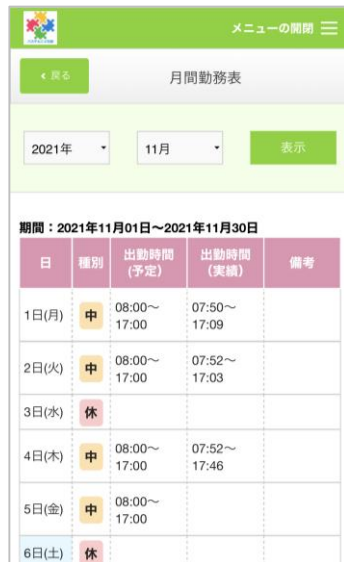 メニューの開閉
戻る
月間勤務表
2021年
11月
表示
期間：2021年11月01日～2021年11月30日
日 種別 出勤時間 出勤時間 備考
(予定) （実績）
1日(月) 中 08:00～ 07:50～
17:00 17:09
2日(火) 中 08:00～ 07:52～
17:00 17:03
3日(水) 休
4日(木) 中 08:00～ 07:52～
17:00 17:46
5日(金) 中 08:00～
17:00
6日(土) 休